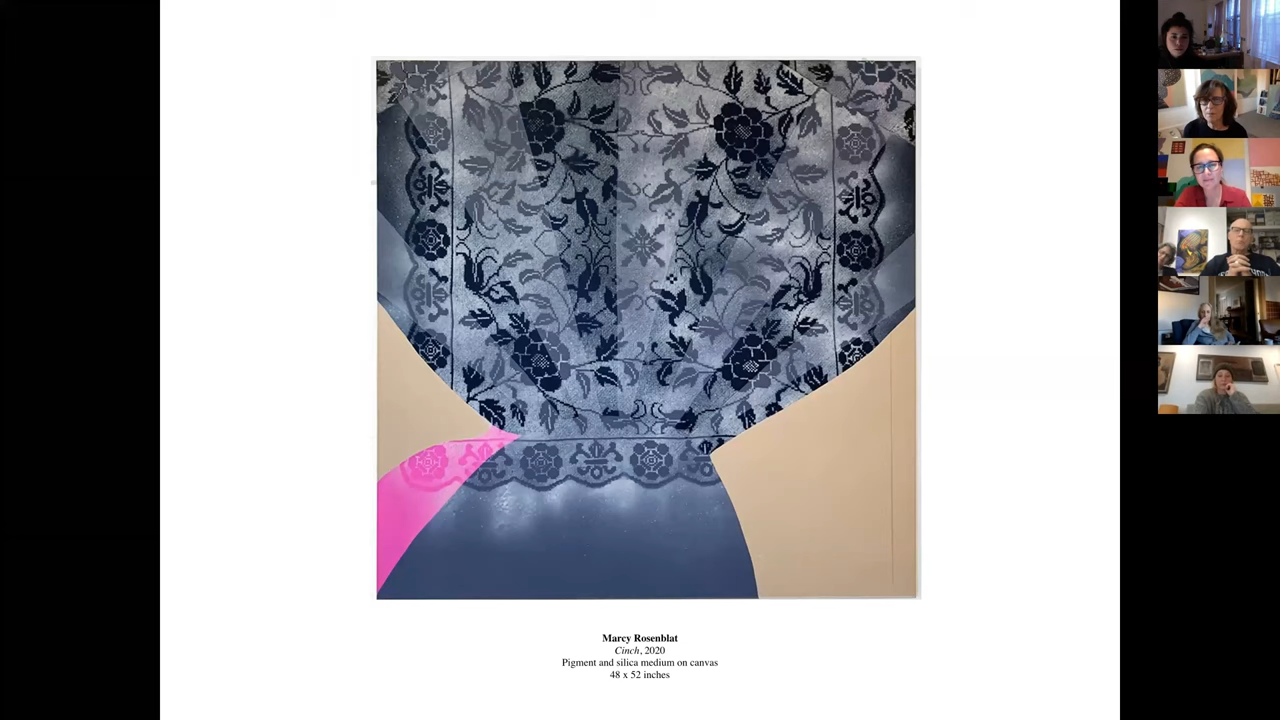 Marcy Rosenblat
Cinch, 2020
Pigment and silica medium on canvas
48 x 52 inches